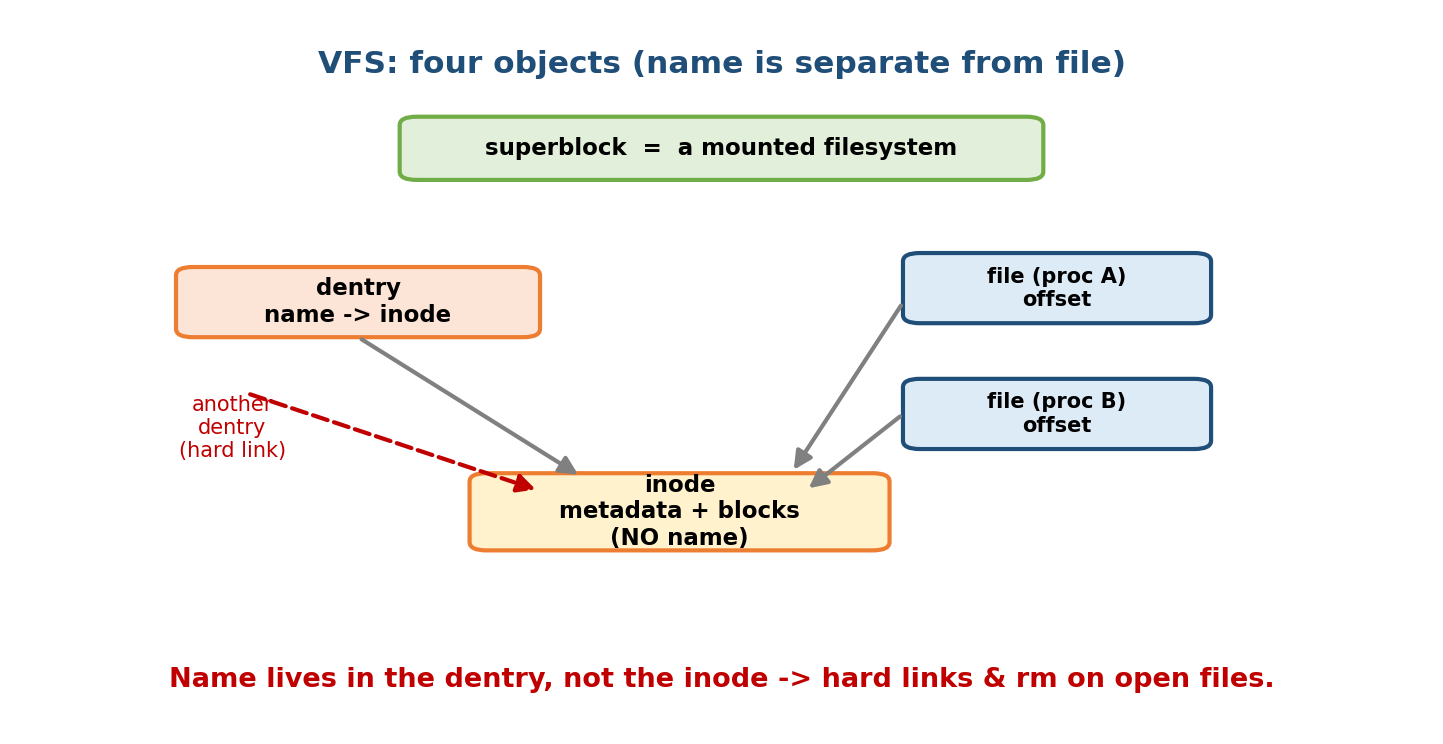 VFS: four objects (name is separate from file)
superblock  =  a mounted filesystem
dentry
name -> inode
file (proc A)
offset
another
dentry
(hard link)
file (proc B)
offset
inode
metadata + blocks
(NO name)
Name lives in the dentry, not the inode -> hard links & rm on open files.